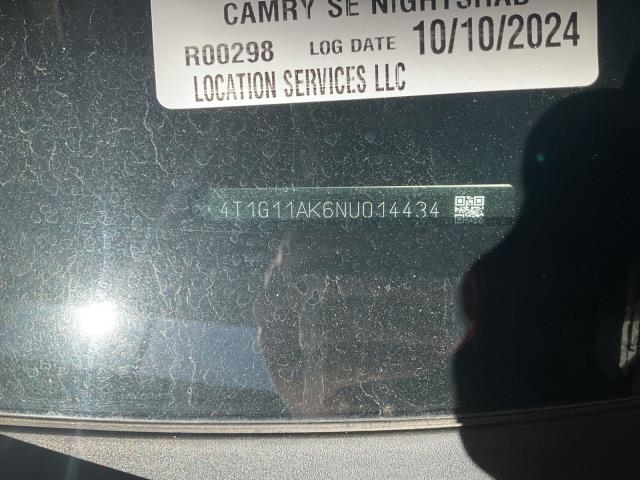 CAMRY SE NIGHTSHAD
R00298 LOG DATE 10/10/2024
LOCATION SERVICES LLC
4T1G11AK6NU014434